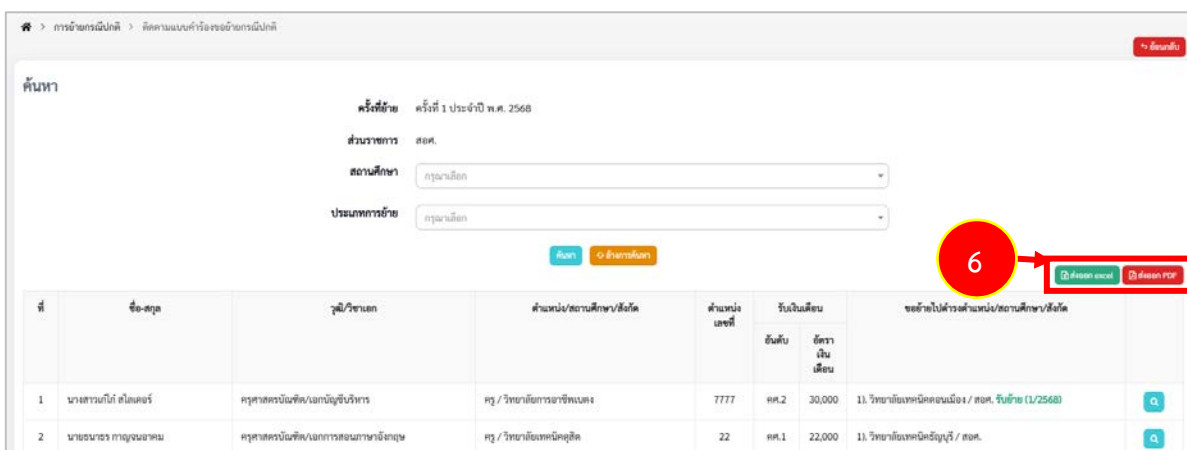 > การย้ายกรณีปกติ > ติดตามแบบคำร้องขอย้ายกรณีปกติ
ย้อนกลับ
ค้นหา
ครั้งที่ย้าย ครั้งที่ 1 ประจำปี พ.ศ. 2568
ส่วนราชการ สอศ.
สถานศึกษา กรุณาเลือก
ประเภทการย้าย กรุณาเลือก
ค้นหา ล้างการค้นหา
6
ส่งออก excel ส่งออก PDF
ที่ ชื่อ-สกุล วุฒิ/วิชาเอก ตำแหน่ง/สถานศึกษา/สังกัด ตำแหน่ง รับเงินเดือน ขอย้ายไปดำรงตำแหน่ง/สถานศึกษา/สังกัด
เลขที่
อันดับ อัตรา
เงิน
เดือน
1 นางสาวแก้ไก่ สไลเดอร์ ครุศาสตรบัณฑิต/เอกบัญชีบริหาร ครู / วิทยาลัยการอาชีพเบตง 7777 คศ.2 30,000 1). วิทยาลัยเทคนิคดอนเมือง / สอศ. รับย้าย (1/2568)
2 นายธนาธร กาญจนอาคม ครุศาสตรบัณฑิต/เอกการสอนภาษาอังกฤษ ครู / วิทยาลัยเทคนิคดุสิต 22 คศ.1 22,000 1). วิทยาลัยเทคนิคธัญบุรี / สอศ.